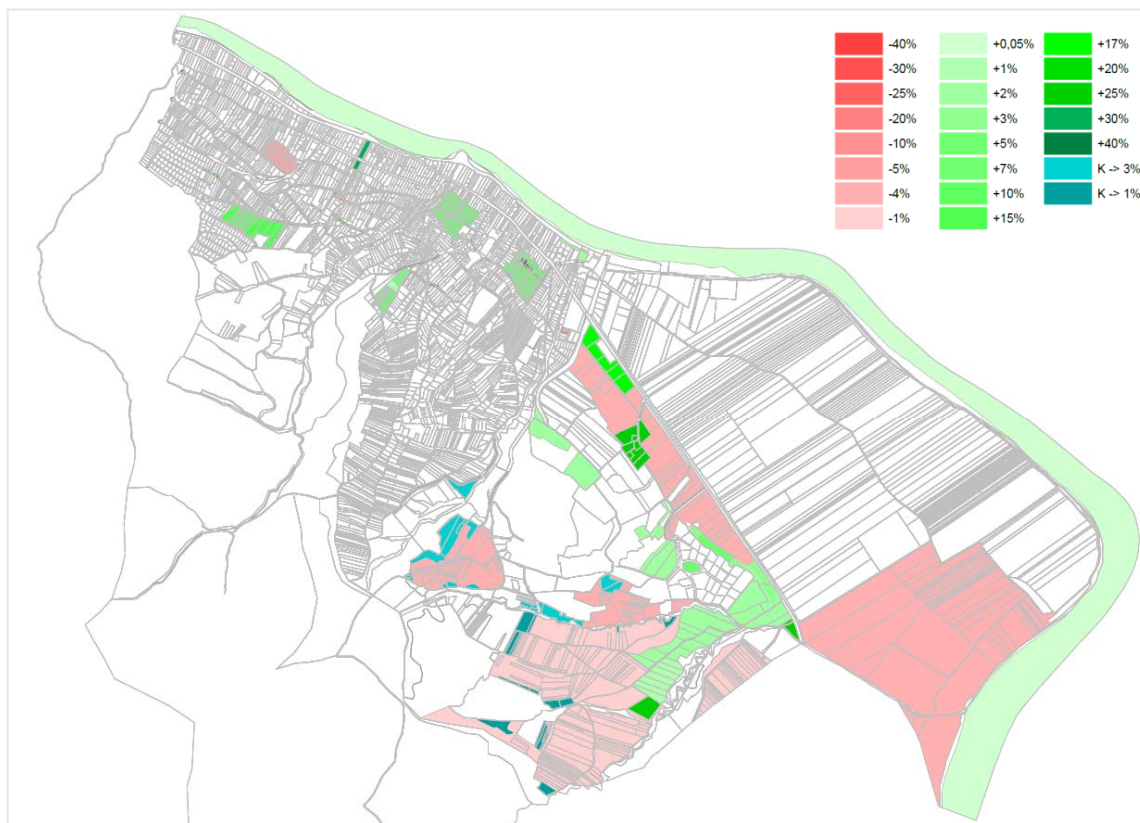 -40% +0,05% +17%
-30% +1% +20%
-25% +2% +25%
-20% +3% +30%
-10% +5% +40%
-5% +7% K -> 3%
-4% +10% K -> 1%
-1% +15%